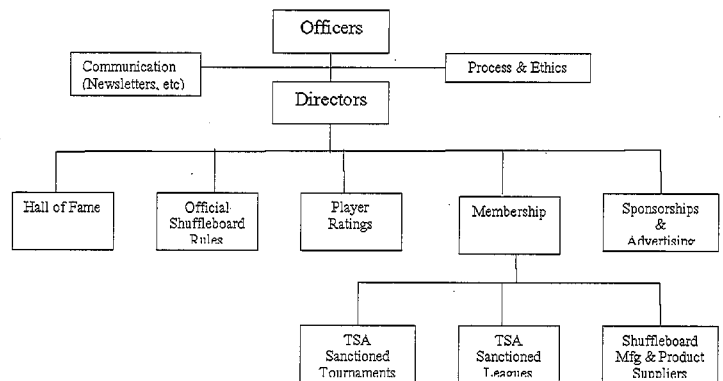 Officers
Communication
(Newsletters, etc)
Process & Ethics
Directors
Hall of Fame
Official
Shuffleboard
Rules
Player
Ratings
Membership
Sponsorships
&
Advertising
TSA
Sanctioned
Tournaments
TSA
Sanctioned
Leagues
Shuffleboard
Mfg & Product
Suppliers